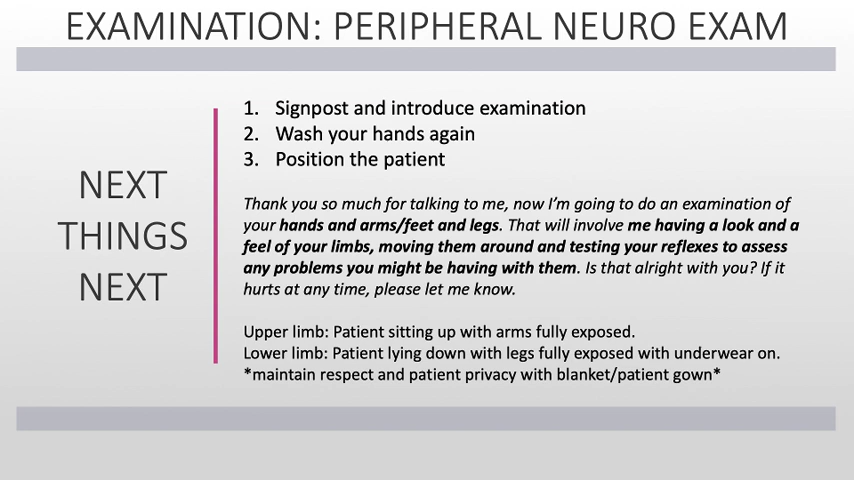 EXAMINATION: PERIPHERAL NEURO EXAM
NEXT
THINGS
NEXT
1. Signpost and introduce examination
2. Wash your hands again
3. Position the patient
Thank you so much for talking to me, now I'm going to do an examination of
your hands and arms/feet and legs. That will involve me having a look and a
feel of your limbs, moving them around and testing your reflexes to assess
any problems you might be having with them. Is that alright with you? If it
hurts at any time, please let me know.
Upper limb: Patient sitting up with arms fully exposed.
Lower limb: Patient lying down with legs fully exposed with underwear on.
*maintain respect and patient privacy with blanket/patient gown*